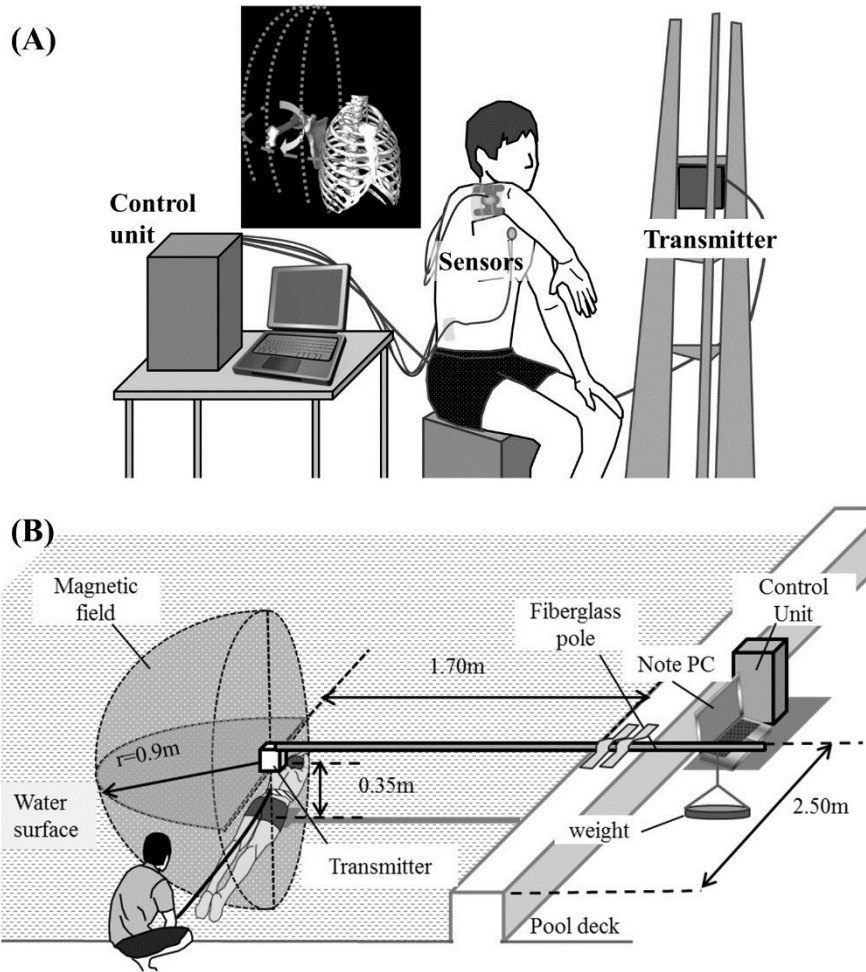 (A)
Control
unit
Sensors
Transmitter
(B)
Magnetic
field
Fiberglass
pole
Control
Unit
Note PC
1.70m
r=0.9m
0.35m
Water
surface
Transmitter
weight
2.50m
Pool deck